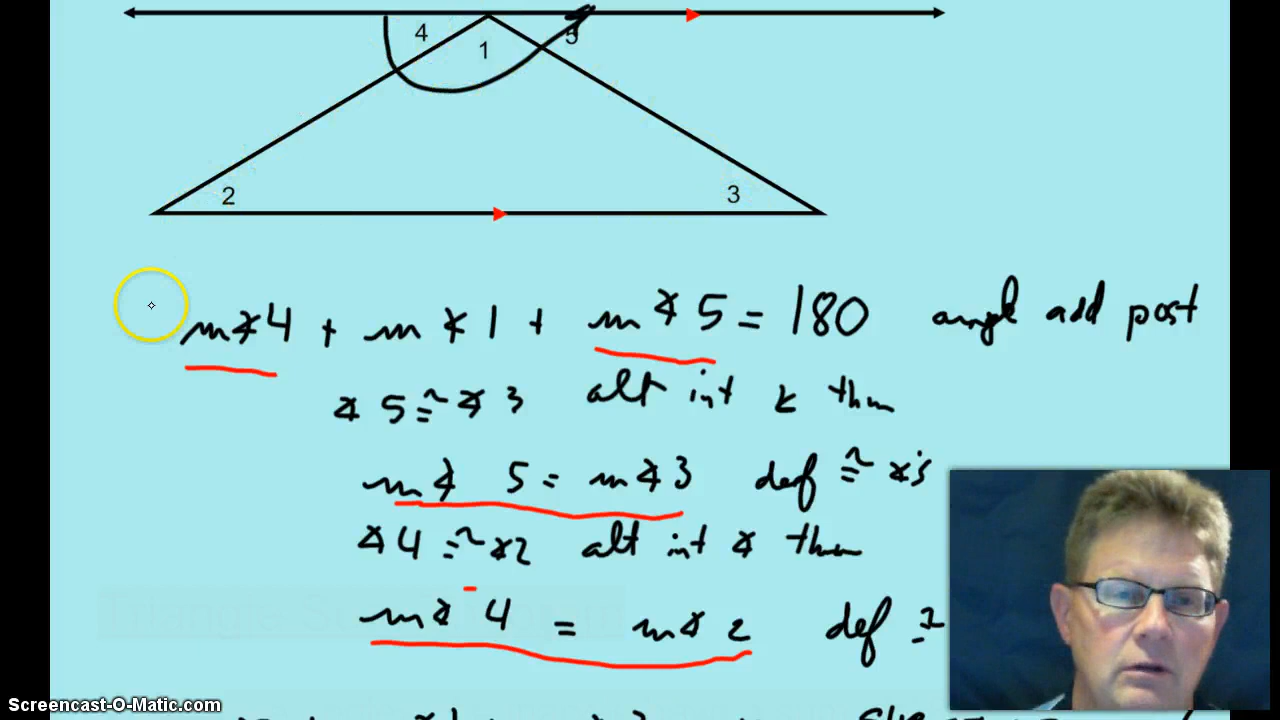 4 1 5
2 3
m∠4 + m∠1 + m∠5 = 180 angle add post
∠5 ≅ ∠3 alt int ∠ thm
m∠5 = m∠3 def ≅ ∠'s
∠4 ≅ ∠2 alt int ∠ thm
m∠4 = m∠2 def ≅
Screencast-O-Matic.com